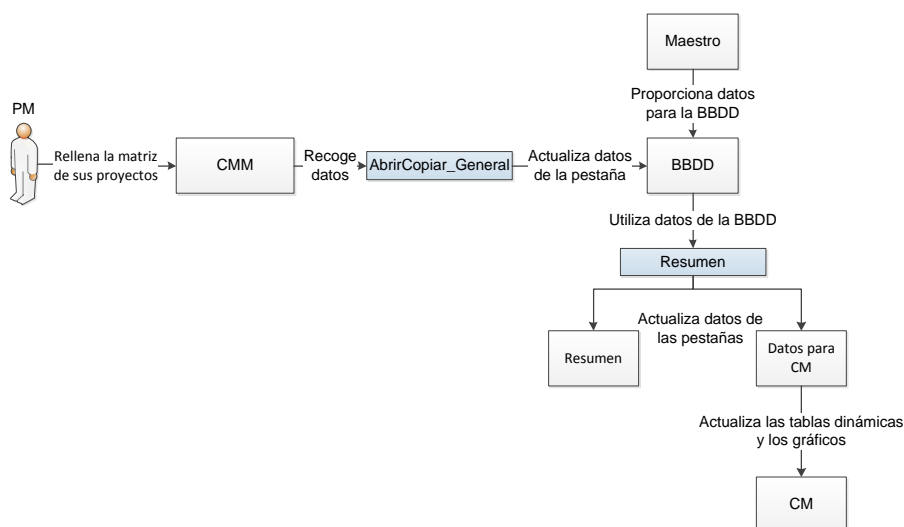 Maestro
Proporciona datos
para la BBDD
PM
Rellena la matriz
de sus proyectos
CMM
Recoge
datos
AbrirCopiar_General
Actualiza datos
de la pestaña
BBDD
Utiliza datos de la BBDD
Resumen
Actualiza datos de
las pestañas
Resumen
Datos para
CM
Actualiza las tablas dinámicas
y los gráficos
CM